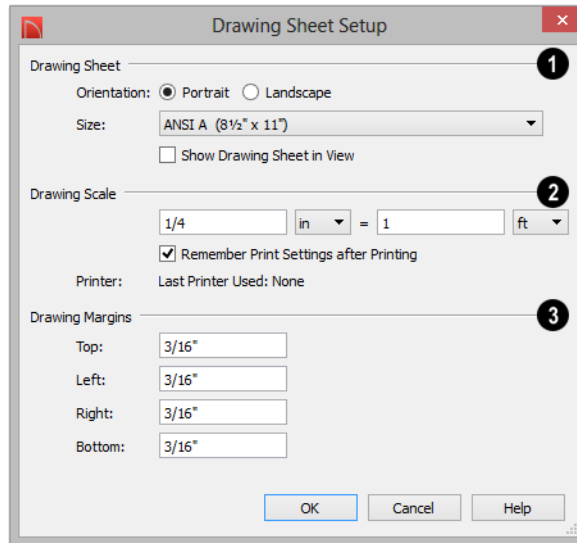 Drawing Sheet Setup
x
Drawing Sheet 1
Orientation: Portrait Landscape
Size: ANSI A (8½" x 11")
Show Drawing Sheet in View
Drawing Scale 2
1/4 in = 1 ft
Remember Print Settings after Printing
Printer: Last Printer Used: None
Drawing Margins 3
Top: 3/16"
Left: 3/16"
Right: 3/16"
Bottom: 3/16"
OK Cancel Help